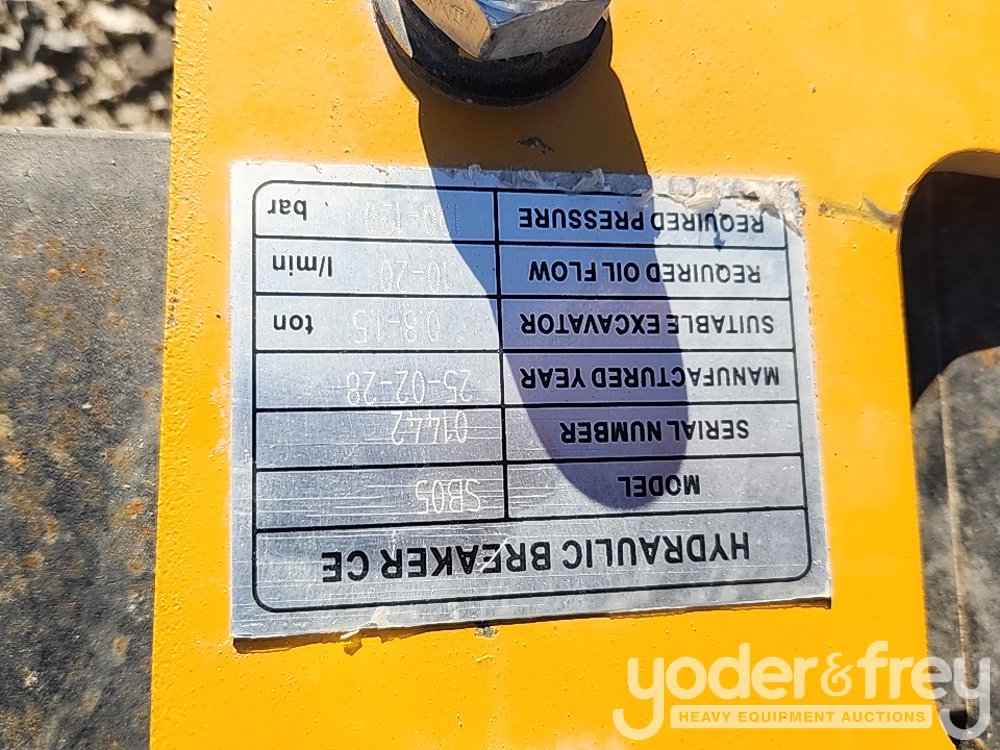 HYDRAULIC BREAKER CE
MODEL SB05
SERIAL NUMBER 01442
MANUFACTURED YEAR 25-02-28
SUITABLE EXCAVATOR 0.8-1.5 ton
REQUIRED OIL FLOW 10-20 l/min
REQUIRED PRESSURE bar
yoder&frey
HEAVY EQUIPMENT AUCTIONS